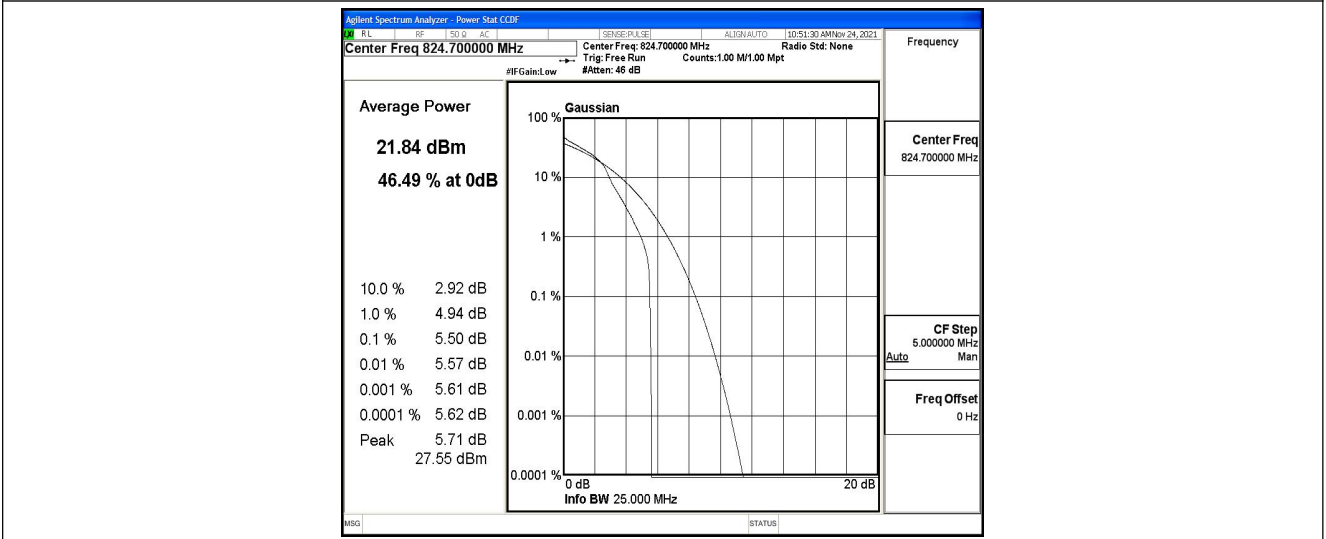 Agilent Spectrum Analyzer - Power Stat CCDF
RL RF 50 Ω AC SENSE:PULSE ALIGN AUTO 10:51:30 AM Nov 24, 2021
Center Freq 824.700000 MHz
Center Freq: 824.700000 MHz Radio Std: None
Trig: Free Run Counts:1.00 M/1.00 Mpt
#IFGain:Low #Atten: 46 dB
Frequency
Average Power
21.84 dBm
46.49 % at 0dB
10.0 % 2.92 dB
1.0 % 4.94 dB
0.1 % 5.50 dB
0.01 % 5.57 dB
0.001 % 5.61 dB
0.0001 % 5.62 dB
Peak 5.71 dB
27.55 dBm
Gaussian
100 %
10 %
1 %
0.1 %
0.01 %
0.001 %
0.0001 %
0 dB 20 dB
Info BW 25.000 MHz
Center Freq
824.700000 MHz
CF Step
5.000000 MHz
Auto Man
Freq Offset
0 Hz
MSG STATUS